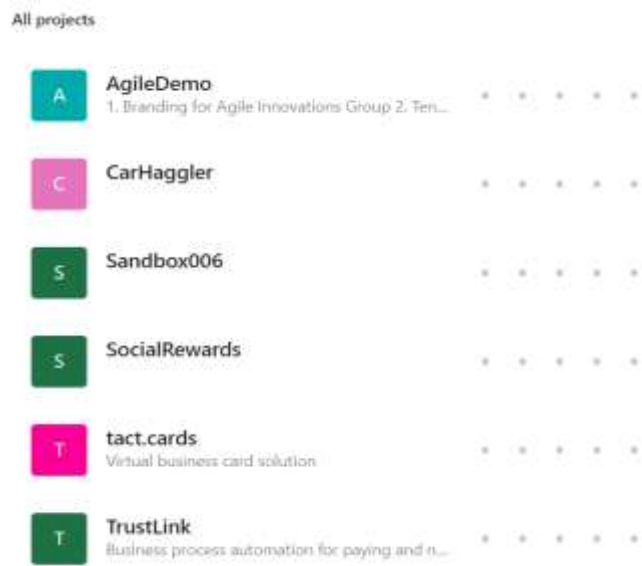 All projects
A
AgileDemo
1. Branding for Agile Innovations Group 2. Ten...
C
CarHaggler
S
Sandbox006
S
SocialRewards
T
tact.cards
Virtual business card solution
T
TrustLink
Business process automation for paying and n...